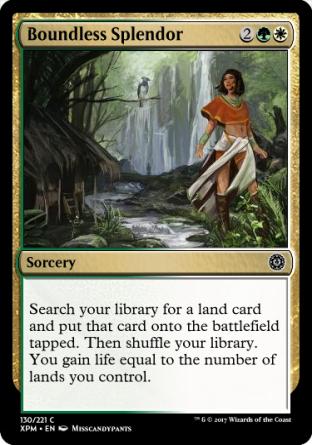 Boundless Splendor 2
Sorcery
Search your library for a land card
and put that card onto the battlefield
tapped. Then shuffle your library.
You gain life equal to the number of
lands you control.
130/221 C
XPM • EN MISSCANDYPANTS
™ & © 2017 Wizards of the Coast